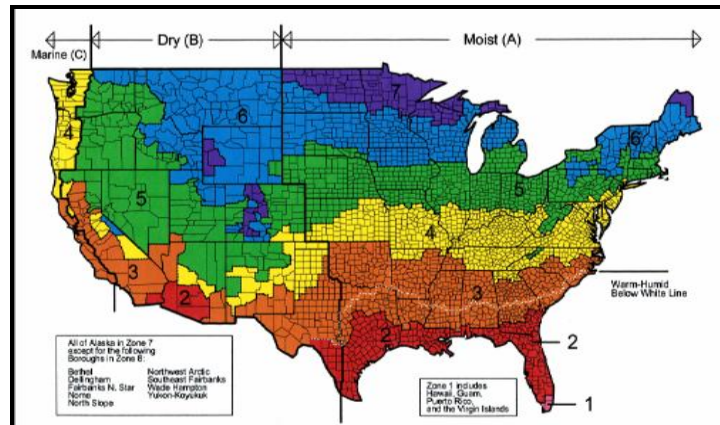 Marine (C)
Dry (B)
Moist (A)
7
6
6
4
5
5
4
3
3
2
2
Warm-Humid
Below White Line
2
1
All of Alaska in Zone 7
except for the following
Boroughs in Zone 8:
Bethel Northwest Arctic
Dellingham Southeast Fairbanks
Fairbanks N. Star Wade Hampton
Nome Yukon-Koyukuk
North Slope
Zone 1 includes
Hawaii, Guam,
Puerto Rico,
and the Virgin Islands